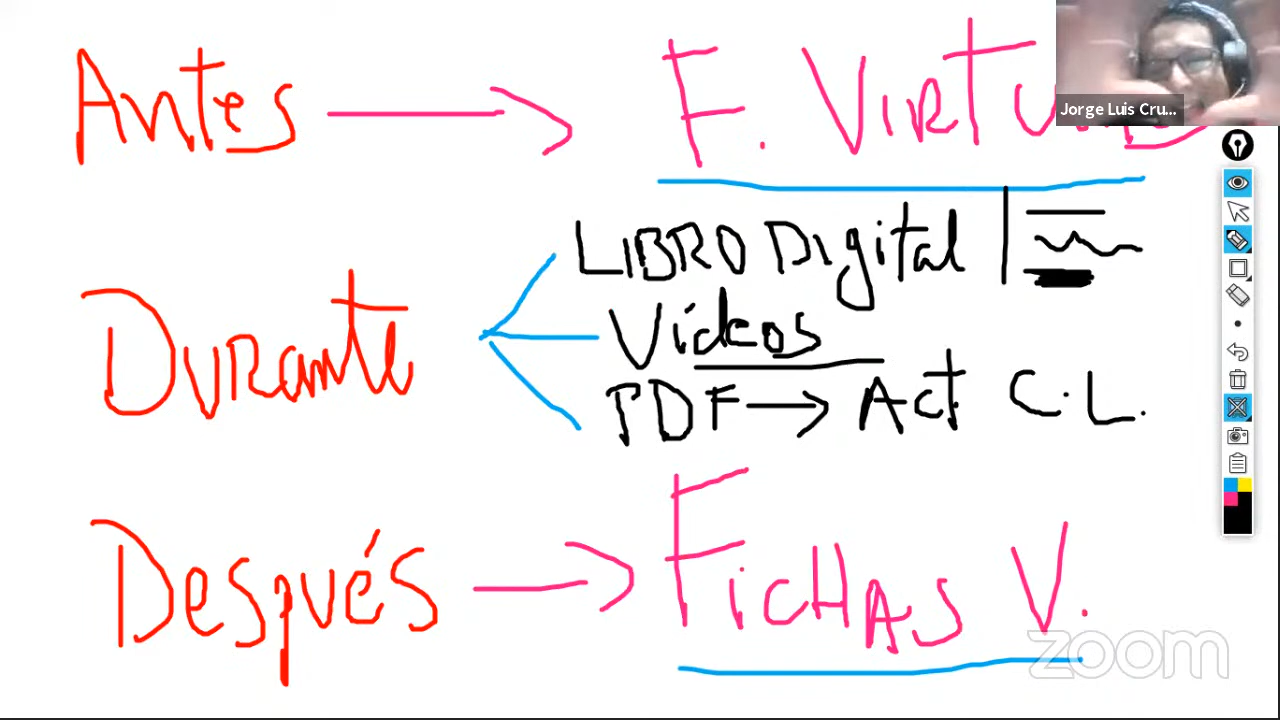 Antes → F. VIRTU
Jorge Luis Cru...
LIBRO Digital
Durante Videos
PDF → Act C.L.
Después → FICHAS V.
zoom